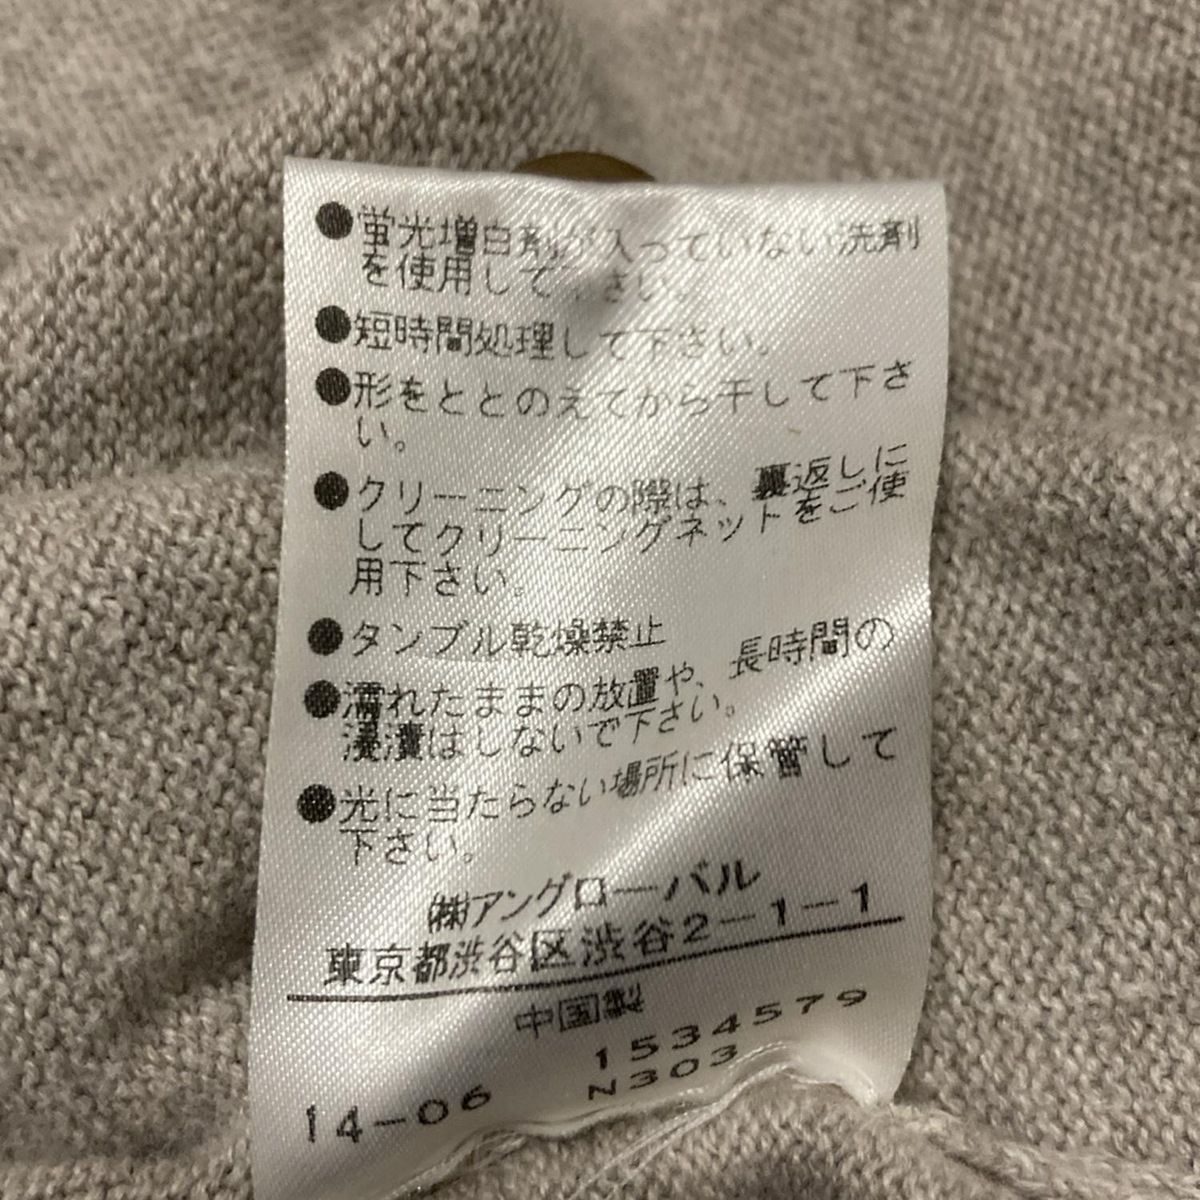 ●蛍光増白剤が入っていない洗剤
を使用して下さい。
●短時間処理して下さい。
●形をととのえてから干して下さ
い。
●クリーニングの際は、裏返しに
してクリーニングネットをご使
用下さい。
●タンブル乾燥禁止
●濡れたままの放置や、長時間の
浸漬はしないで下さい。
●光に当たらない場所に保管して
下さい。
㈱アングローバル
東京都渋谷区渋谷2-1-1
中国製
1534579
14-06 N303